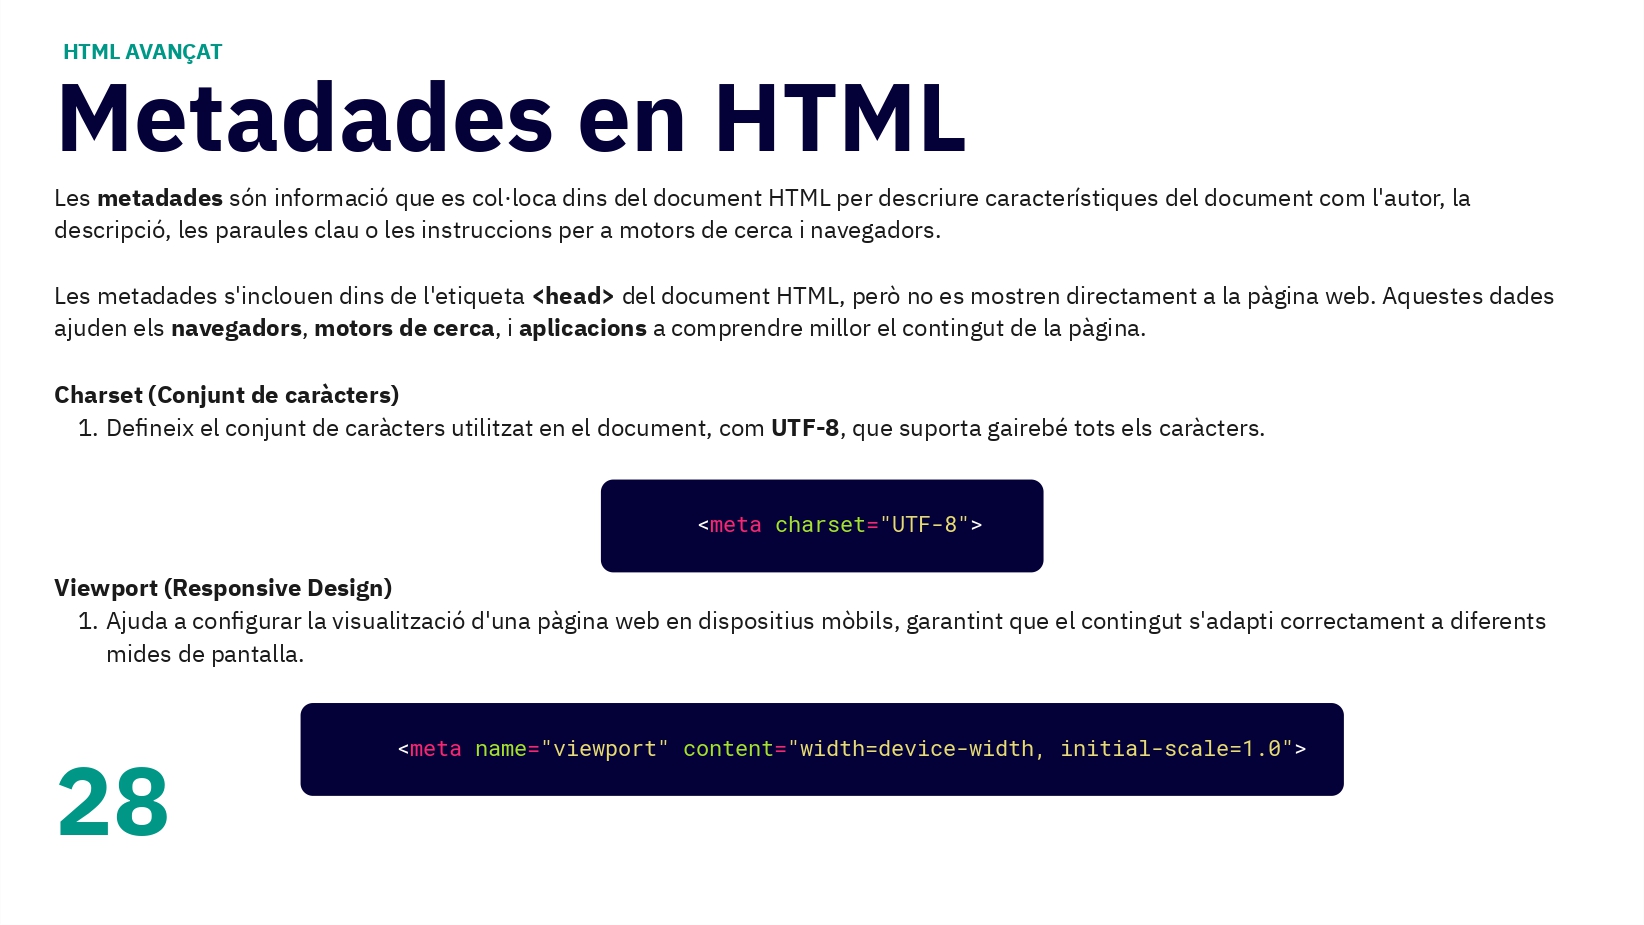 HTML AVANÇAT
Metadades en HTML
Les metadades són informació que es col·loca dins del document HTML per descriure característiques del document com l'autor, la
descripció, les paraules clau o les instruccions per a motors de cerca i navegadors.
Les metadades s'inclouen dins de l'etiqueta <head> del document HTML, però no es mostren directament a la pàgina web. Aquestes dades
ajuden els navegadors, motors de cerca, i aplicacions a comprendre millor el contingut de la pàgina.
Charset (Conjunt de caràcters)
1. Defineix el conjunt de caràcters utilitzat en el document, com UTF-8, que suporta gairebé tots els caràcters.
<meta charset="UTF-8">
Viewport (Responsive Design)
1. Ajuda a configurar la visualització d'una pàgina web en dispositius mòbils, garantint que el contingut s'adapti correctament a diferents
mides de pantalla.
<meta name="viewport" content="width=device-width, initial-scale=1.0">
28